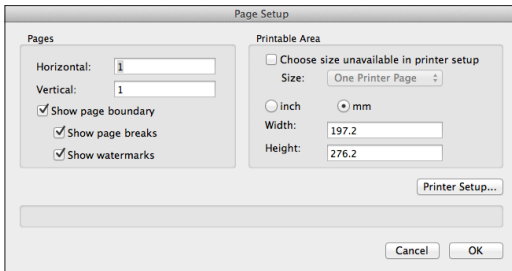 Page Setup
Pages
Horizontal: 1
Vertical: 1
Show page boundary
Show page breaks
Show watermarks
Printable Area
Choose size unavailable in printer setup
Size: One Printer Page
inch mm
Width: 197.2
Height: 276.2
Printer Setup...
Cancel OK